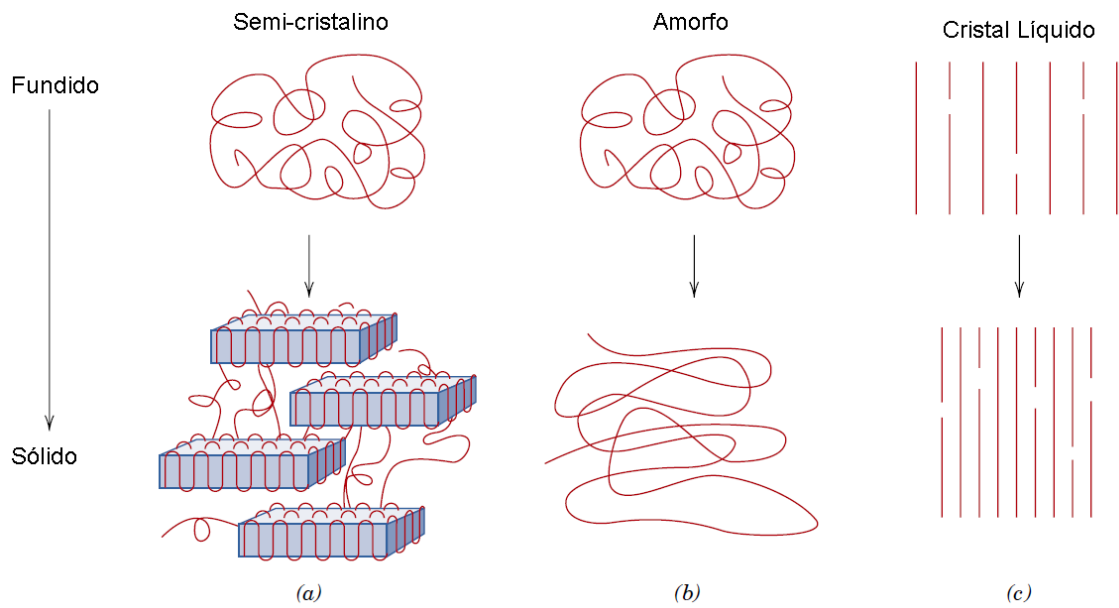 Semi-cristalino
Amorfo
Cristal Líquido
Fundido
Sólido
(a)
(b)
(c)